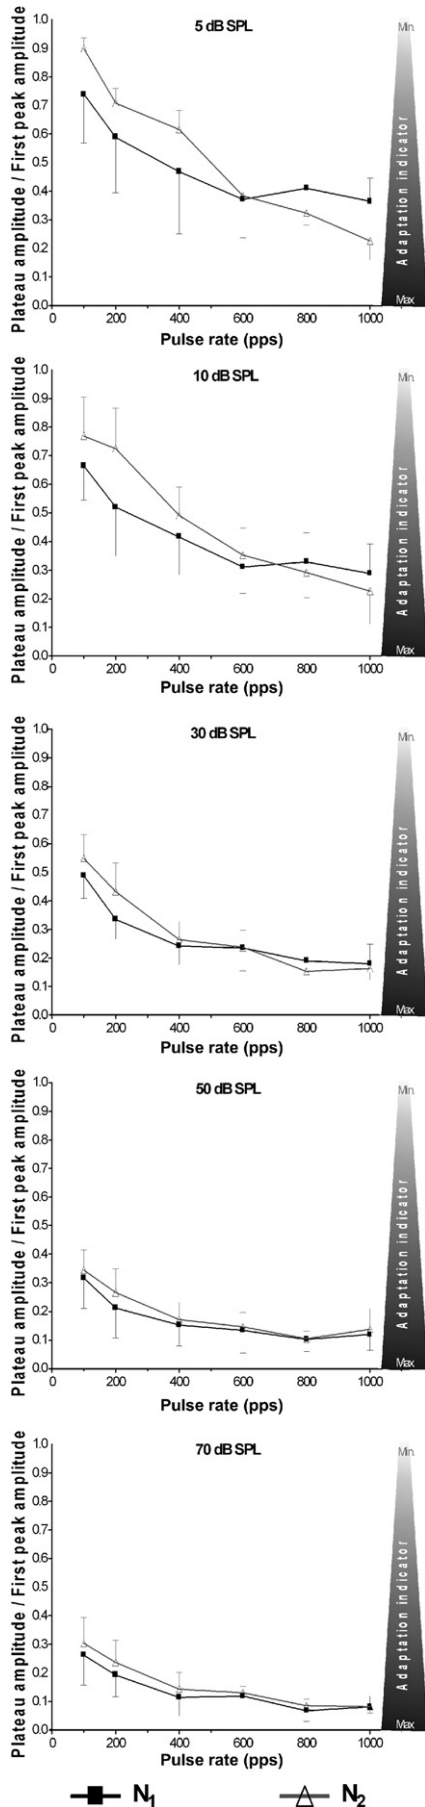 5 dB SPL
Plateau amplitude / First peak amplitude
1.0
0.9
0.8
0.7
0.6
0.5
0.4
0.3
0.2
0.1
0.0
0 200 400 600 800 1000
Pulse rate (pps)
Min.
Adaptation indicator
Max
10 dB SPL
Plateau amplitude / First peak amplitude
1.0
0.9
0.8
0.7
0.6
0.5
0.4
0.3
0.2
0.1
0.0
0 200 400 600 800 1000
Pulse rate (pps)
Min.
Adaptation indicator
Max
30 dB SPL
Plateau amplitude / First peak amplitude
1.0
0.9
0.8
0.7
0.6
0.5
0.4
0.3
0.2
0.1
0.0
0 200 400 600 800 1000
Pulse rate (pps)
Min.
Adaptation indicator
Max
50 dB SPL
Plateau amplitude / First peak amplitude
1.0
0.9
0.8
0.7
0.6
0.5
0.4
0.3
0.2
0.1
0.0
0 200 400 600 800 1000
Pulse rate (pps)
Min.
Adaptation indicator
Max
70 dB SPL
Plateau amplitude / First peak amplitude
1.0
0.9
0.8
0.7
0.6
0.5
0.4
0.3
0.2
0.1
0.0
0 200 400 600 800 1000
Pulse rate (pps)
Min.
Adaptation indicator
Max
N1 N2